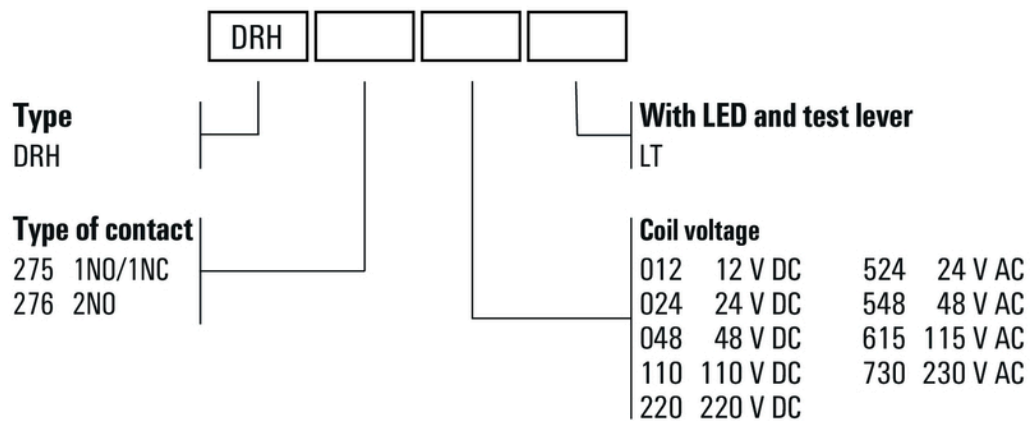 DRH
Type
DRH
With LED and test lever
LT
Type of contact
275 1NO/1NC
276 2NO
Coil voltage
012 12 V DC 524 24 V AC
024 24 V DC 548 48 V AC
048 48 V DC 615 115 V AC
110 110 V DC 730 230 V AC
220 220 V DC